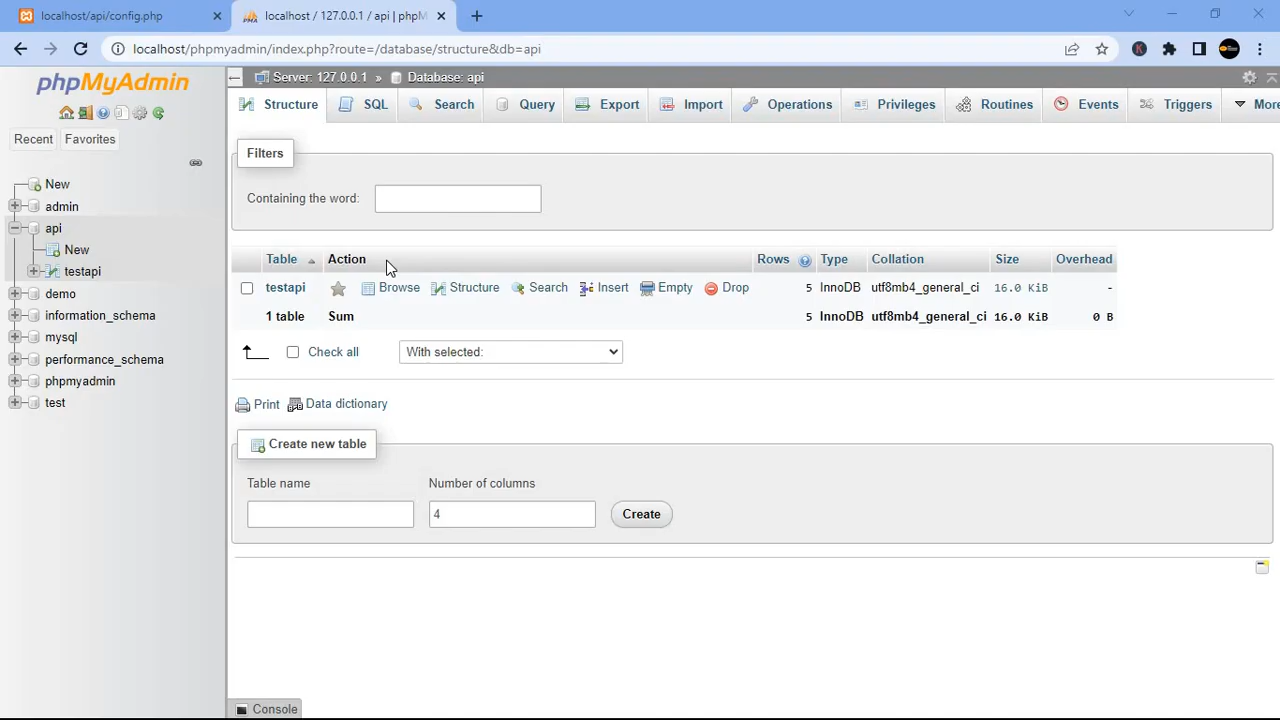 localhost/api/config.php
localhost / 127.0.0.1 / api | phpM
localhost/phpmyadmin/index.php?route=/database/structure&db=api
K
phpMyAdmin
Recent
Favorites
New
admin
api
New
testapi
demo
information_schema
mysql
performance_schema
phpmyadmin
test
Server: 127.0.0.1 » Database: api
Structure
SQL
Search
Query
Export
Import
Operations
Privileges
Routines
Events
Triggers
More
Filters
Containing the word:
Table Action Rows Type Collation Size Overhead
testapi Browse Structure Search Insert Empty Drop 5 InnoDB utf8mb4_general_ci 16.0 KiB -
1 table Sum 5 InnoDB utf8mb4_general_ci 16.0 KiB 0 B
Check all With selected:
Print Data dictionary
Create new table
Table name Number of columns
4 Create
Console